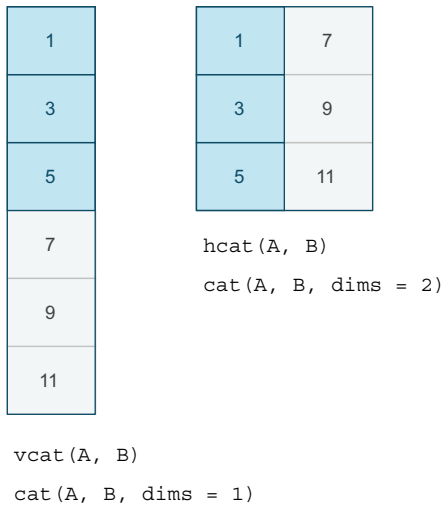 1
3
5
7
9
11
vcat(A, B)
cat(A, B, dims = 1)
1 7
3 9
5 11
hcat(A, B)
cat(A, B, dims = 2)